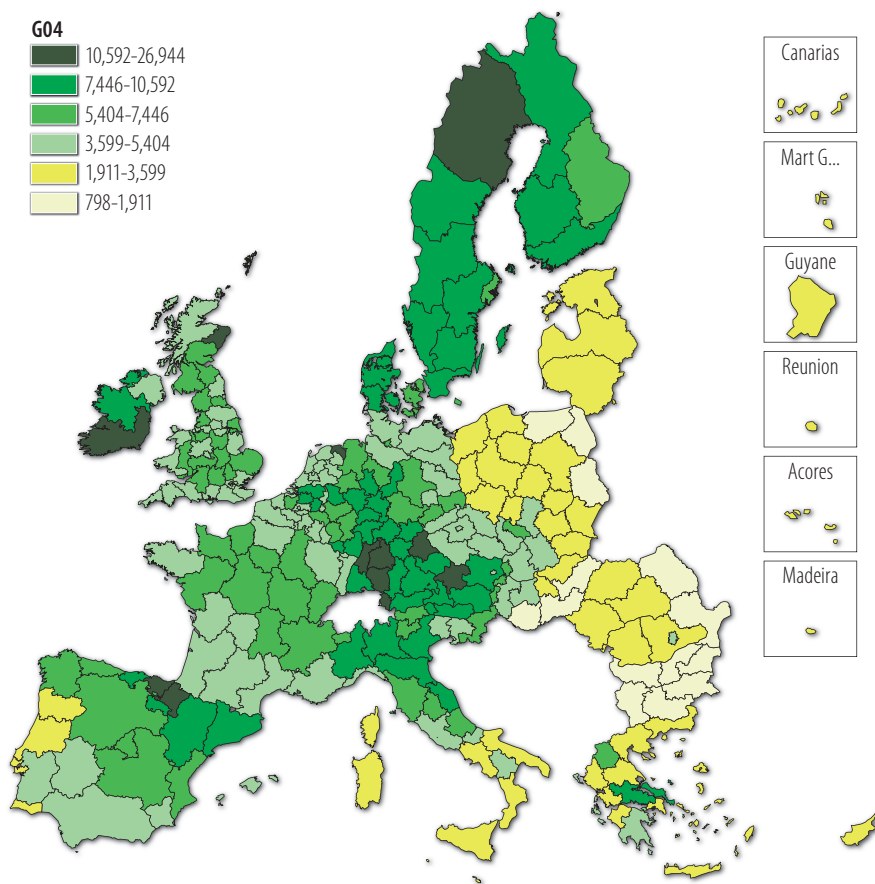 G04
10,592-26,944
7,446-10,592
5,404-7,446
3,599-5,404
1,911-3,599
798-1,911
Canarias
Mart G...
Guyane
Reunion
Acores
Madeira